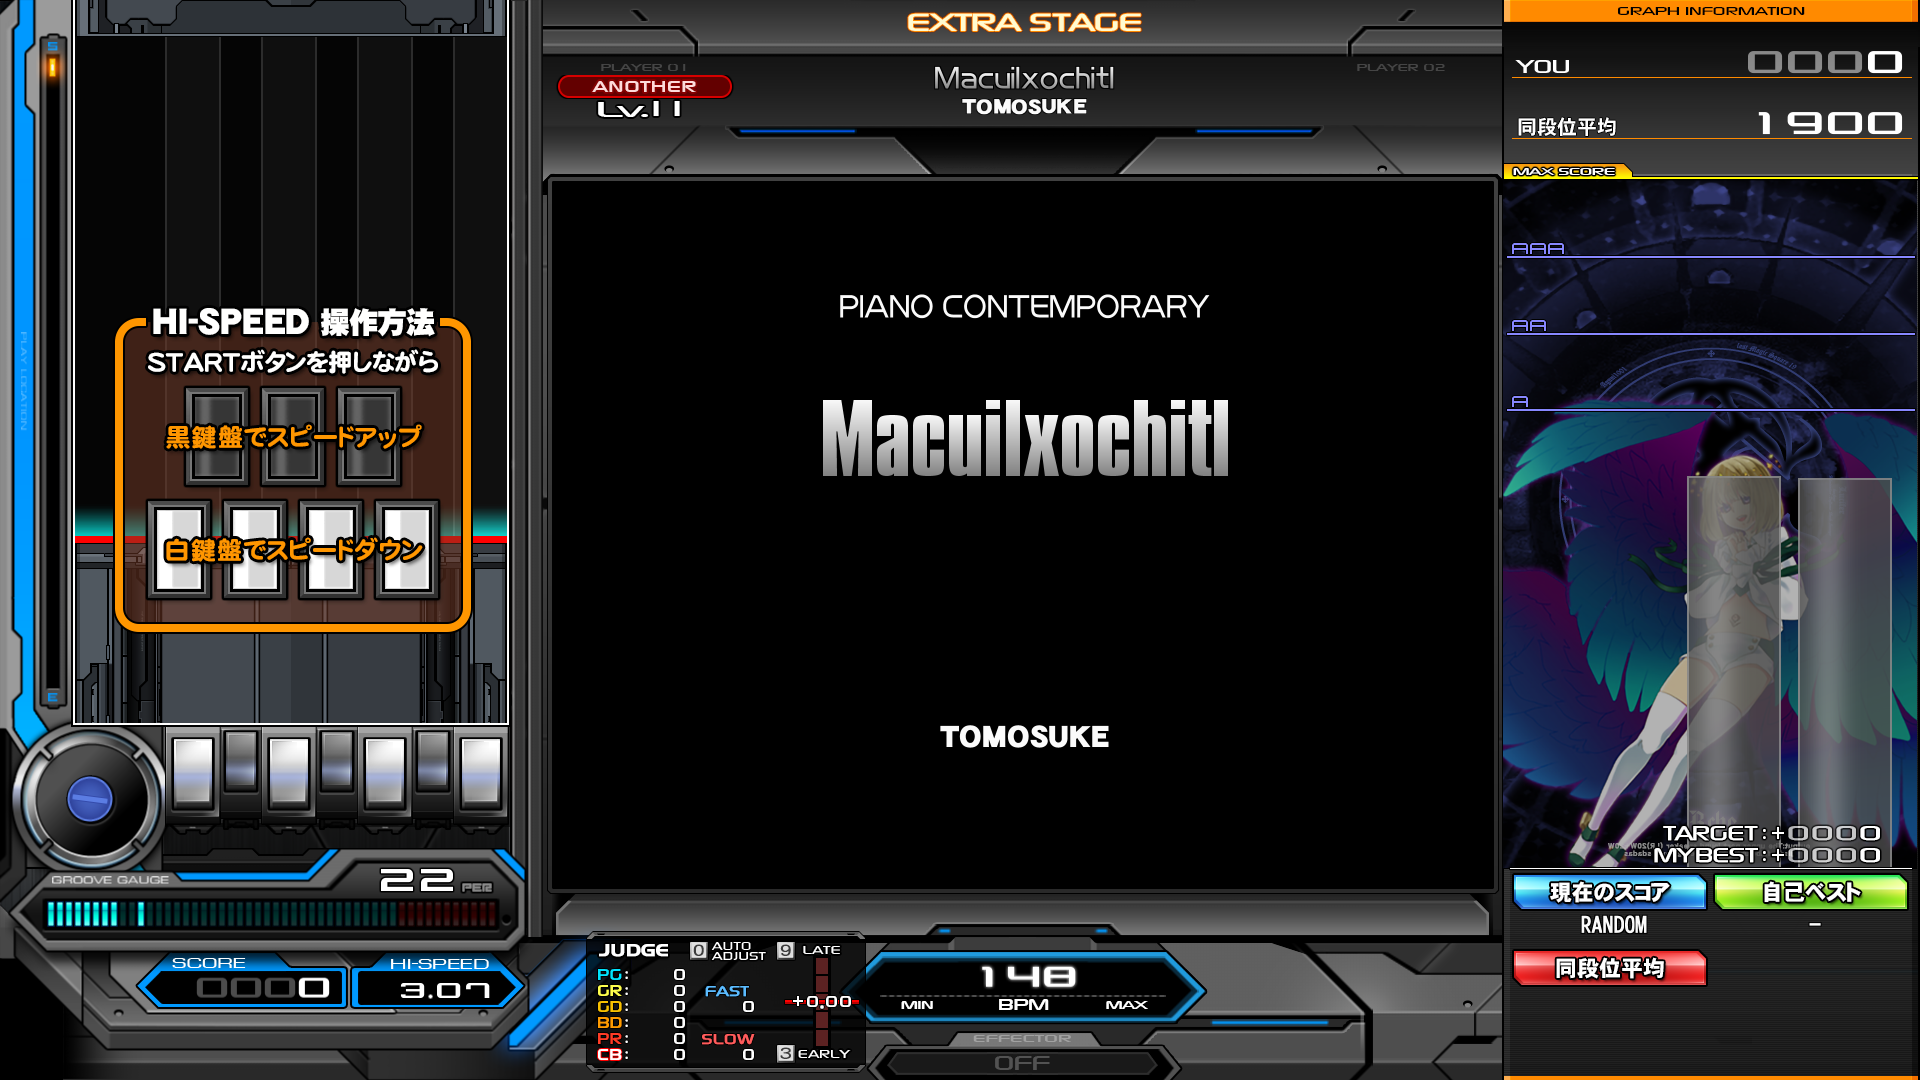 EXTRA STAGE
PLAYER 01
ANOTHER
Lv.11
Macuilxochitl
TOMOSUKE
PLAYER 02
S
E
PLAY LOCATION
HI-SPEED 操作方法
STARTボタンを押しながら
黒鍵盤でスピードアップ
白鍵盤でスピードダウン
PIANO CONTEMPORARY
Macuilxochitl
TOMOSUKE
GROOVE GAUGE
22 PER
SCORE
0000
HI-SPEED
3.07
JUDGE
0 AUTO ADJUST
9 LATE
PG: 0
GR: 0
GD: 0
BD: 0
PR: 0
CB: 0
FAST
0
SLOW
0
+0.00
3 EARLY
148
MIN BPM MAX
EFFECTOR
OFF
GRAPH INFORMATION
YOU 0000
同段位平均 1900
MAX SCORE
AAA
AA
A
TARGET:+0000
MYBEST:+0000
現在のスコア
RANDOM
自己ベスト
-
同段位平均